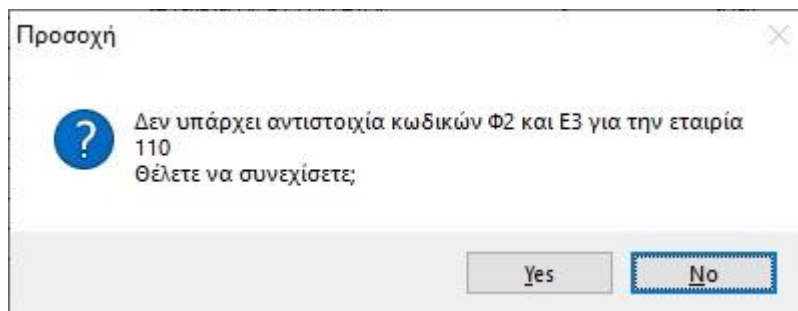 Προσοχή
Δεν υπάρχει αντιστοιχία κωδικών Φ2 και Ε3 για την εταιρία
110
Θέλετε να συνεχίσετε;
Yes
No